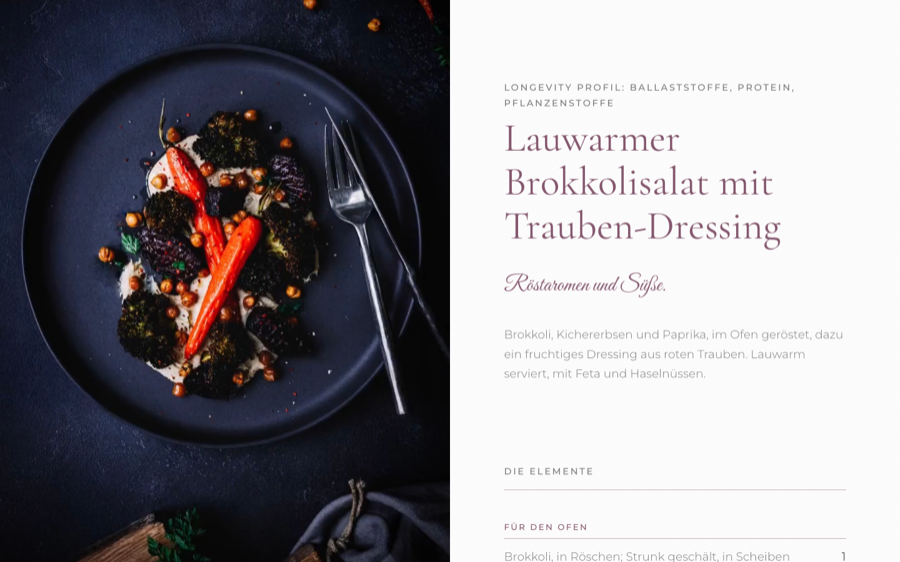 LONGEVITY PROFIL: BALLASTSTOFFE, PROTEIN,
PFLANZENSTOFFE
Lauwarmer
Brokkolisalat mit
Trauben-Dressing
Röstaromen und Süße.
Brokkoli, Kichererbsen und Paprika, im Ofen geröstet, dazu
ein fruchtiges Dressing aus roten Trauben. Lauwarm
serviert, mit Feta und Haselnüssen.
DIE ELEMENTE
FÜR DEN OFEN
Brokkoli, in Röschen; Strunk geschält, in Scheiben 1